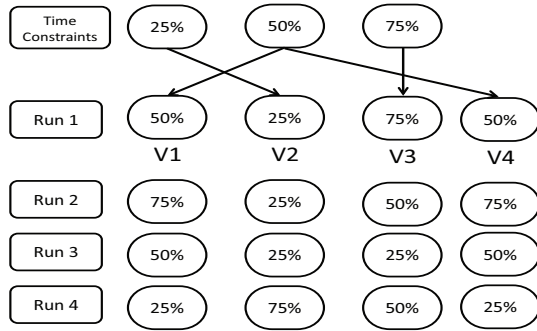 Time
Constraints
25% 50% 75%
Run 1 50% 25% 75% 50%
V1 V2 V3 V4
Run 2 75% 25% 50% 75%
Run 3 50% 25% 25% 50%
Run 4 25% 75% 50% 25%